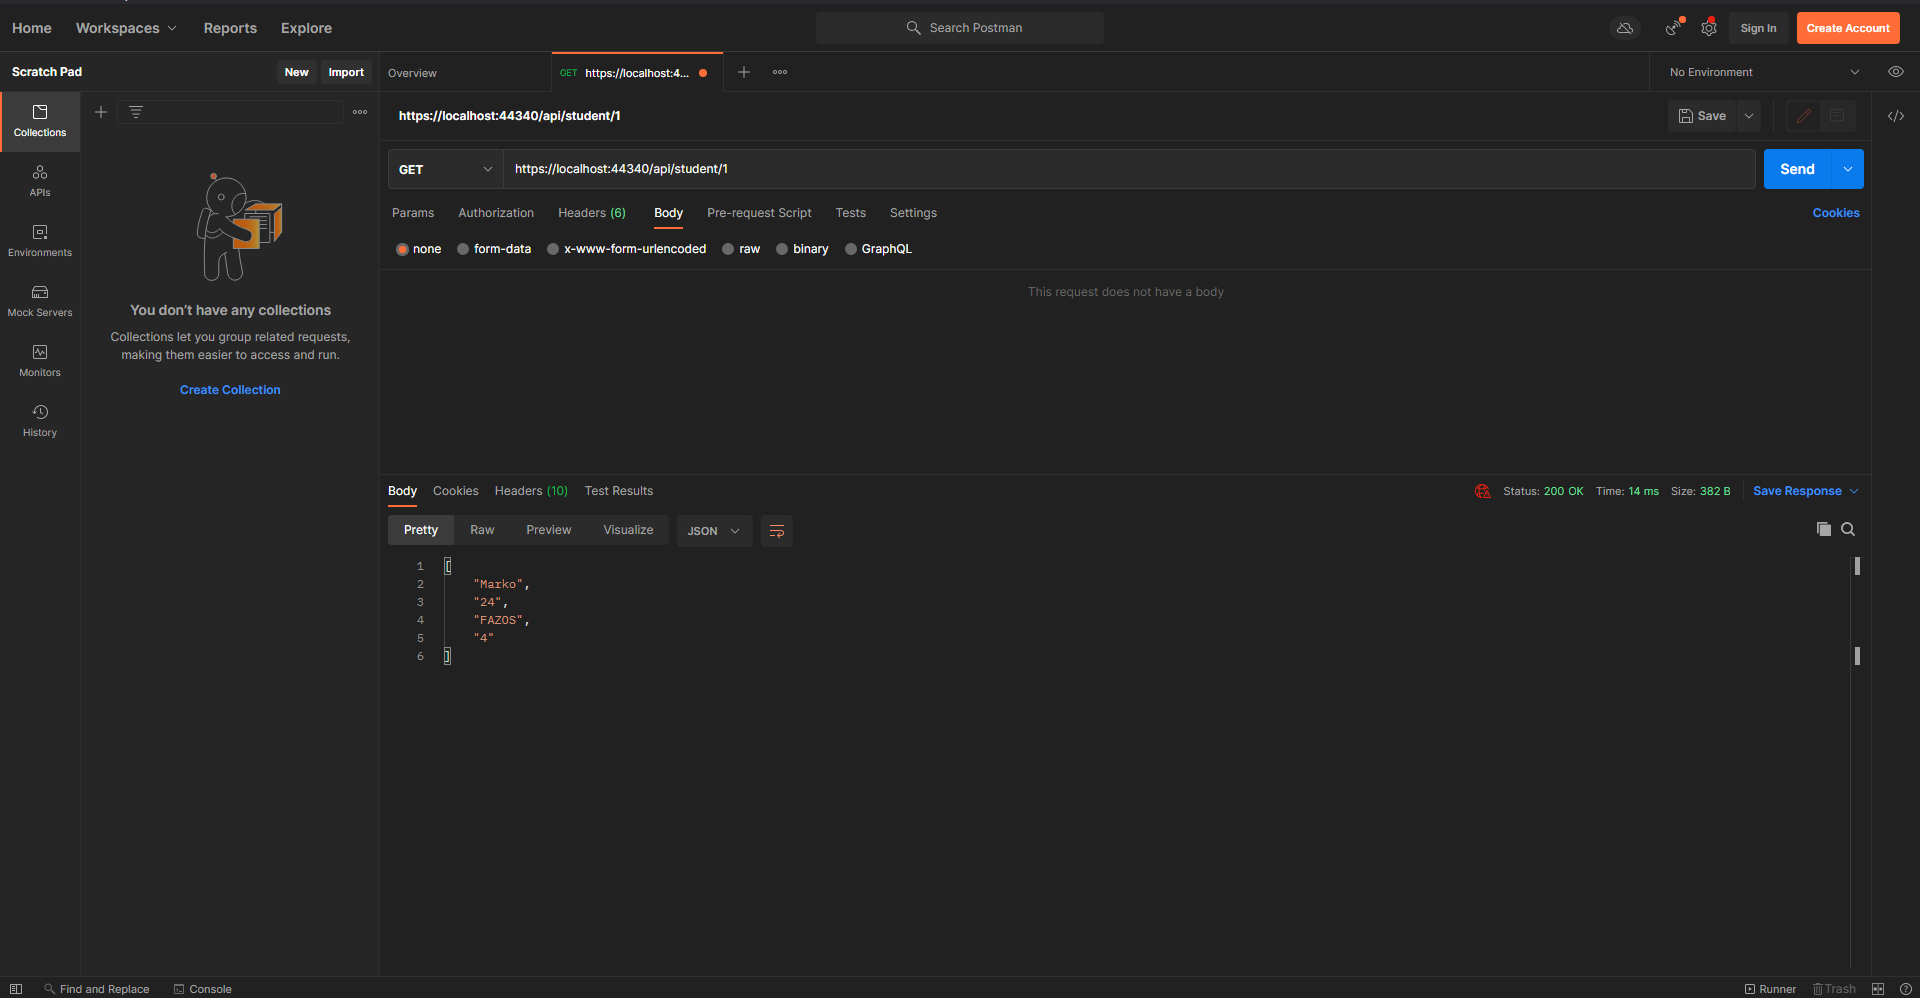 Home Workspaces Reports Explore Search Postman Sign In Create Account
Scratch Pad New Import Overview GET https://localhost:4... No Environment
Collections
APIs
Environments
Mock Servers
Monitors
History
You don’t have any collections
Collections let you group related requests,
making them easier to access and run.
Create Collection
https://localhost:44340/api/student/1 Save
GET https://localhost:44340/api/student/1 Send
Params Authorization Headers (6) Body Pre-request Script Tests Settings Cookies
none form-data x-www-form-urlencoded raw binary GraphQL
This request does not have a body
Body Cookies Headers (10) Test Results Status: 200 OK Time: 14 ms Size: 382 B Save Response
Pretty Raw Preview Visualize JSON
1 [
2 "Marko",
3 "24",
4 "FAZOS",
5 "4"
6 ]
Find and Replace Console Runner Trash